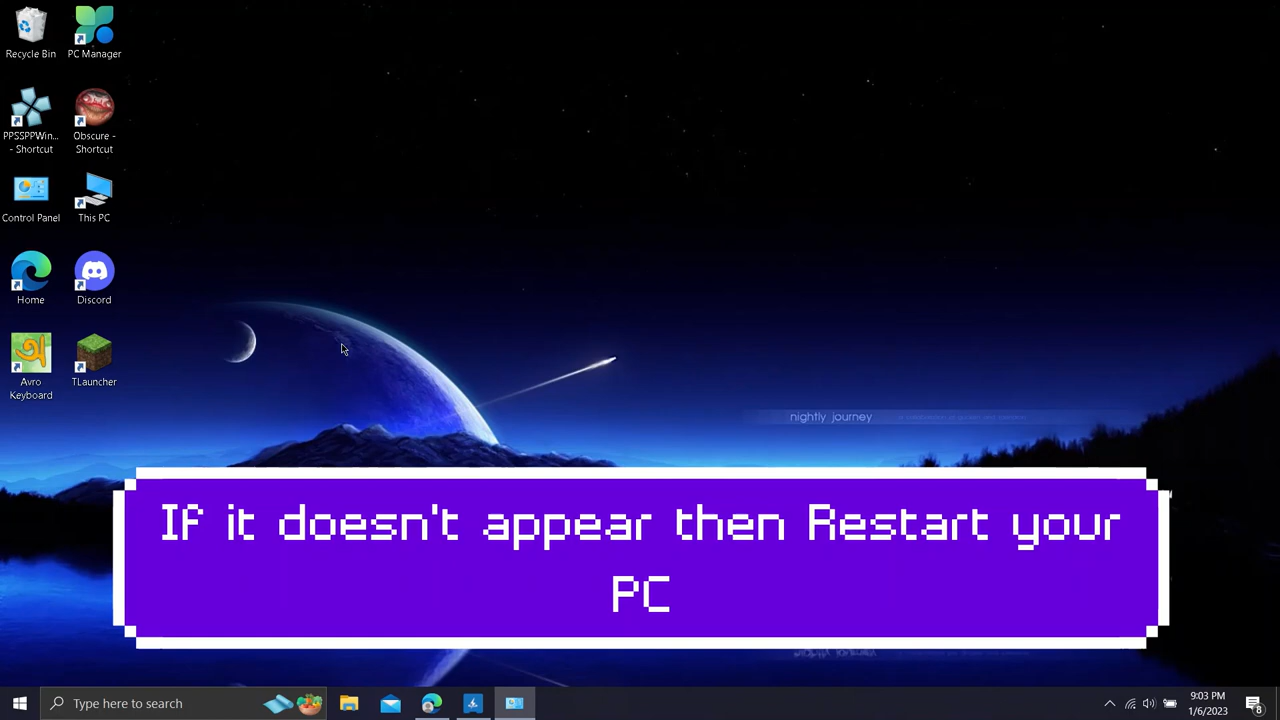 Recycle Bin
PC Manager
PPSSPPWin...
- Shortcut
Obscure -
Shortcut
Control Panel
This PC
Home
Discord
অ
Avro
Keyboard
TLauncher
nightly journey
If it doesn't appear then Restart your
PC
Type here to search
9:03 PM
1/6/2023
8